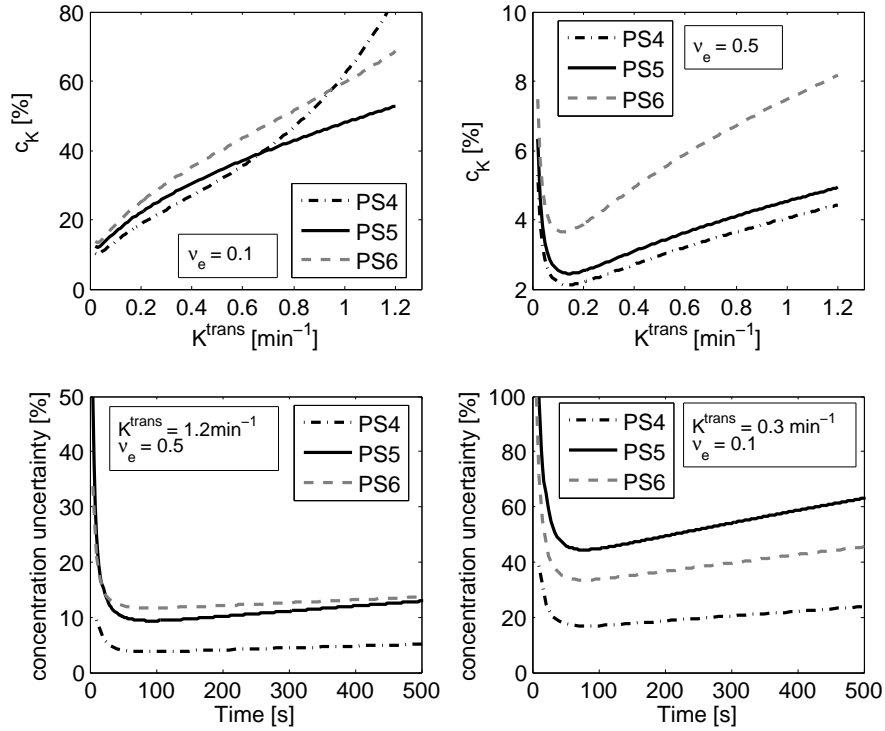 80
60
40
20
0
c_K [%]
PS4
PS5
PS6
ν_e = 0.1
0 0.2 0.4 0.6 0.8 1 1.2
K^trans [min^−1]
10
8
6
4
2
c_K [%]
PS4
PS5
PS6
ν_e = 0.5
0 0.2 0.4 0.6 0.8 1 1.2
K^trans [min^−1]
50
40
30
20
10
0
concentration uncertainty [%]
K^trans = 1.2min^−1
ν_e = 0.5
PS4
PS5
PS6
0 100 200 300 400 500
Time [s]
100
80
60
40
20
0
concentration uncertainty [%]
PS4
PS5
PS6
K^trans = 0.3 min^−1
ν_e = 0.1
0 100 200 300 400 500
Time [s]